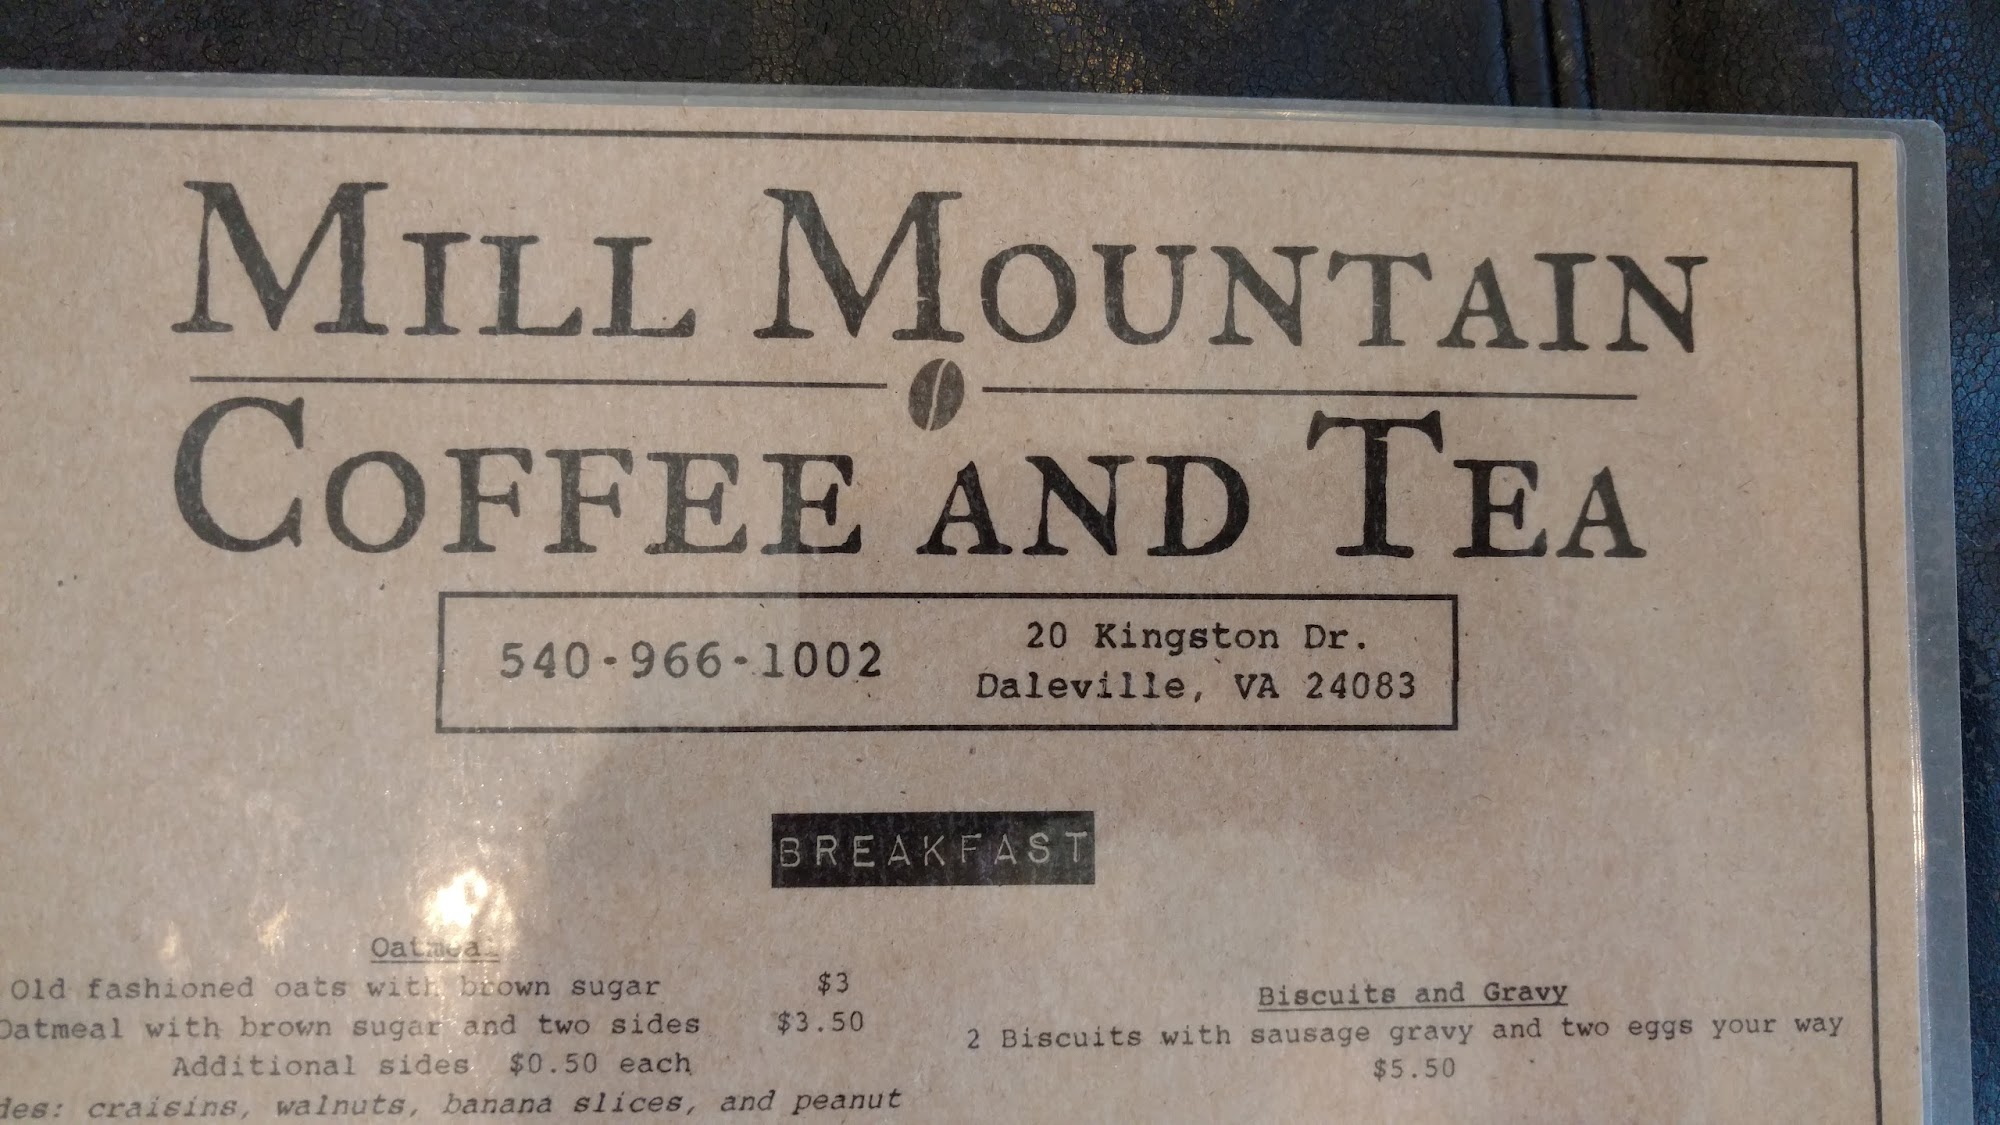 MILL MOUNTAIN
COFFEE AND TEA
540-966-1002
20 Kingston Dr.
Daleville, VA 24083
BREAKFAST
Oatmeal
Old fashioned oats with brown sugar $3
Oatmeal with brown sugar and two sides $3.50
Additional sides $0.50 each
craisins, walnuts, banana slices, and peanut
Biscuits and Gravy
2 Biscuits with sausage gravy and two eggs your way
$5.50